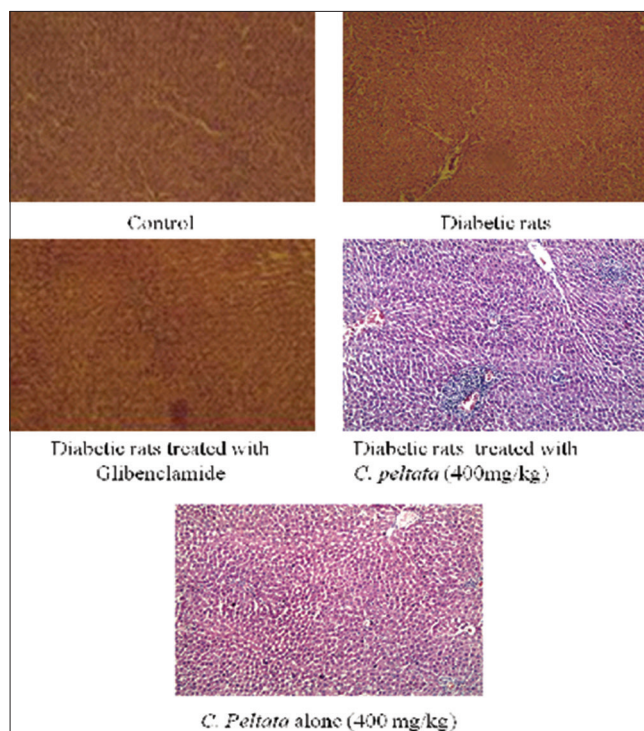 Control
Diabetic rats
Diabetic rats treated with
Glibenclamide
Diabetic rats treated with
C. peltata (400mg/kg)
C. Peltata alone (400 mg/kg)